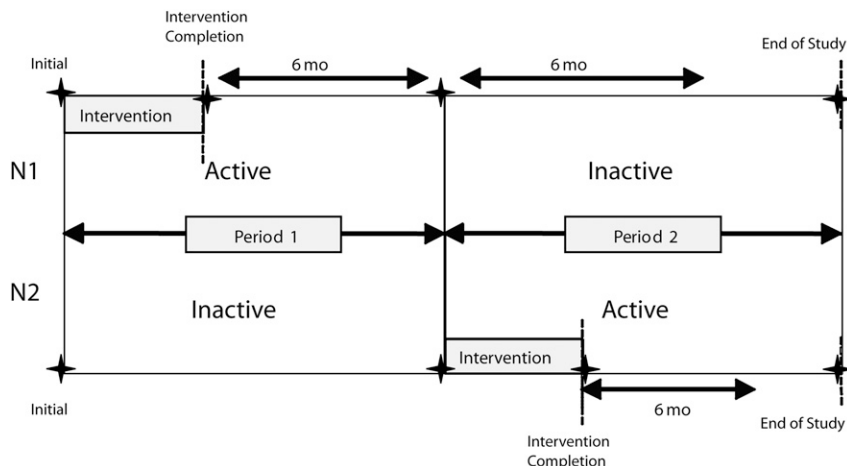 Intervention
Completion
Initial
6 mo
6 mo
End of Study
Intervention
N1
Active
Inactive
Period 1
Period 2
N2
Inactive
Active
Intervention
Initial
6 mo
End of Study
Intervention
Completion